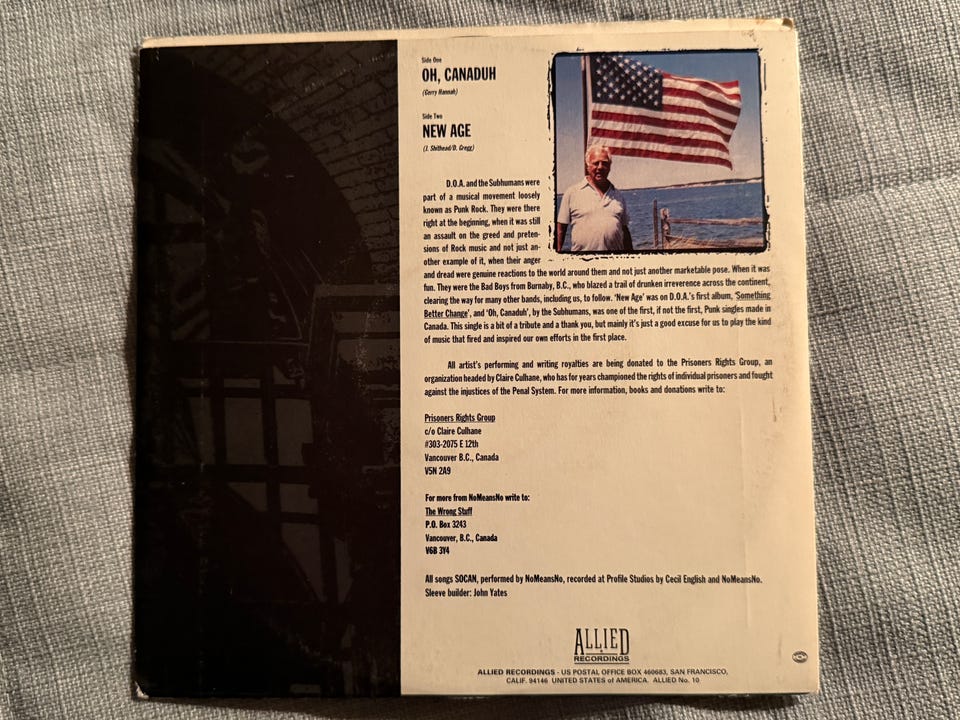 Side One
OH, CANADUH
(Gerry Hannah)
Side Two
NEW AGE
(J. Shithead/D. Gregg)
D.O.A. and the Subhumans were
part of a musical movement loosely
known as Punk Rock. They were there
right at the beginning, when it was still
an assault on the greed and preten-
sions of Rock music and not just an-
other example of it, when their anger
and dread were genuine reactions to the world around them and not just another marketable pose. When it was
fun. They were the Bad Boys from Burnaby, B.C., who blazed a trail of drunken irreverence across the continent,
clearing the way for many other bands, including us, to follow. 'New Age' was on D.O.A.'s first album, 'Something
Better Change', and 'Oh, Canaduh', by the Subhumans, was one of the first, if not the first, Punk singles made in
Canada. This single is a bit of a tribute and a thank you, but mainly it's just a good excuse for us to play the kind
of music that fired and inspired our own efforts in the first place.
All artist's performing and writing royalties are being donated to the Prisoners Rights Group, an
organization headed by Claire Culhane, who has for years championed the rights of individual prisoners and fought
against the injustices of the Penal System. For more information, books and donations write to:
Prisoners Rights Group
c/o Claire Culhane
#303-2075 E 12th
Vancouver B.C., Canada
V5N 2A9
For more from NoMeansNo write to:
The Wrong Stuff
P.O. Box 3243
Vancouver, B.C., Canada
V6B 3Y4
All songs SOCAN, performed by NoMeansNo, recorded at Profile Studios by Cecil English and NoMeansNo.
Sleeve builder: John Yates
ALLIED
RECORDINGS
ALLIED RECORDINGS - US POSTAL OFFICE BOX 460683, SAN FRANCISCO,
CALIF. 94146 UNITED STATES of AMERICA. ALLIED No. 10